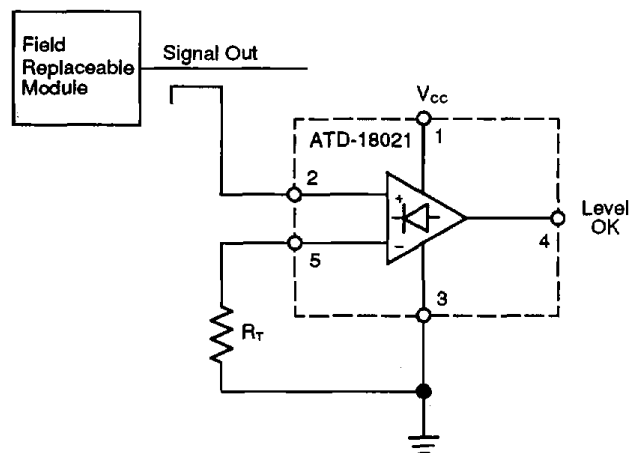 Field
Replaceable
Module
Signal Out
Vcc
1
ATD-18021
2
+
−
5
4
Level
OK
3
RT